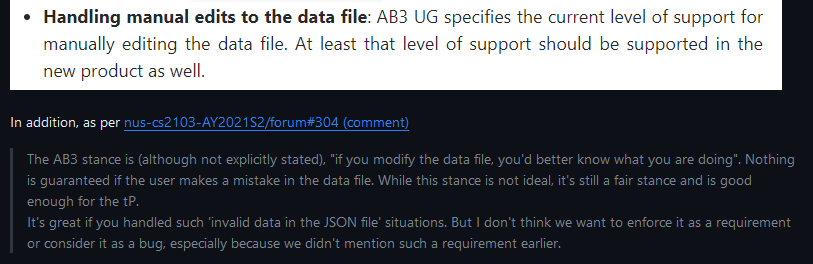 • Handling manual edits to the data file: AB3 UG specifies the current level of support for
manually editing the data file. At least that level of support should be supported in the
new product as well.
In addition, as per nus-cs2103-AY2021S2/forum#304 (comment)
The AB3 stance is (although not explicitly stated), "if you modify the data file, you'd better know what you are doing". Nothing
is guaranteed if the user makes a mistake in the data file. While this stance is not ideal, it's still a fair stance and is good
enough for the tP.
It's great if you handled such 'invalid data in the JSON file' situations. But I don't think we want to enforce it as a requirement
or consider it as a bug, especially because we didn't mention such a requirement earlier.